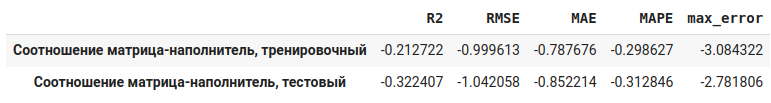 R2 RMSE MAE MAPE max_error
Соотношение матрица-наполнитель, тренировочный -0.212722 -0.999613 -0.787676 -0.298627 -3.084322
Соотношение матрица-наполнитель, тестовый -0.322407 -1.042058 -0.852214 -0.312846 -2.781806